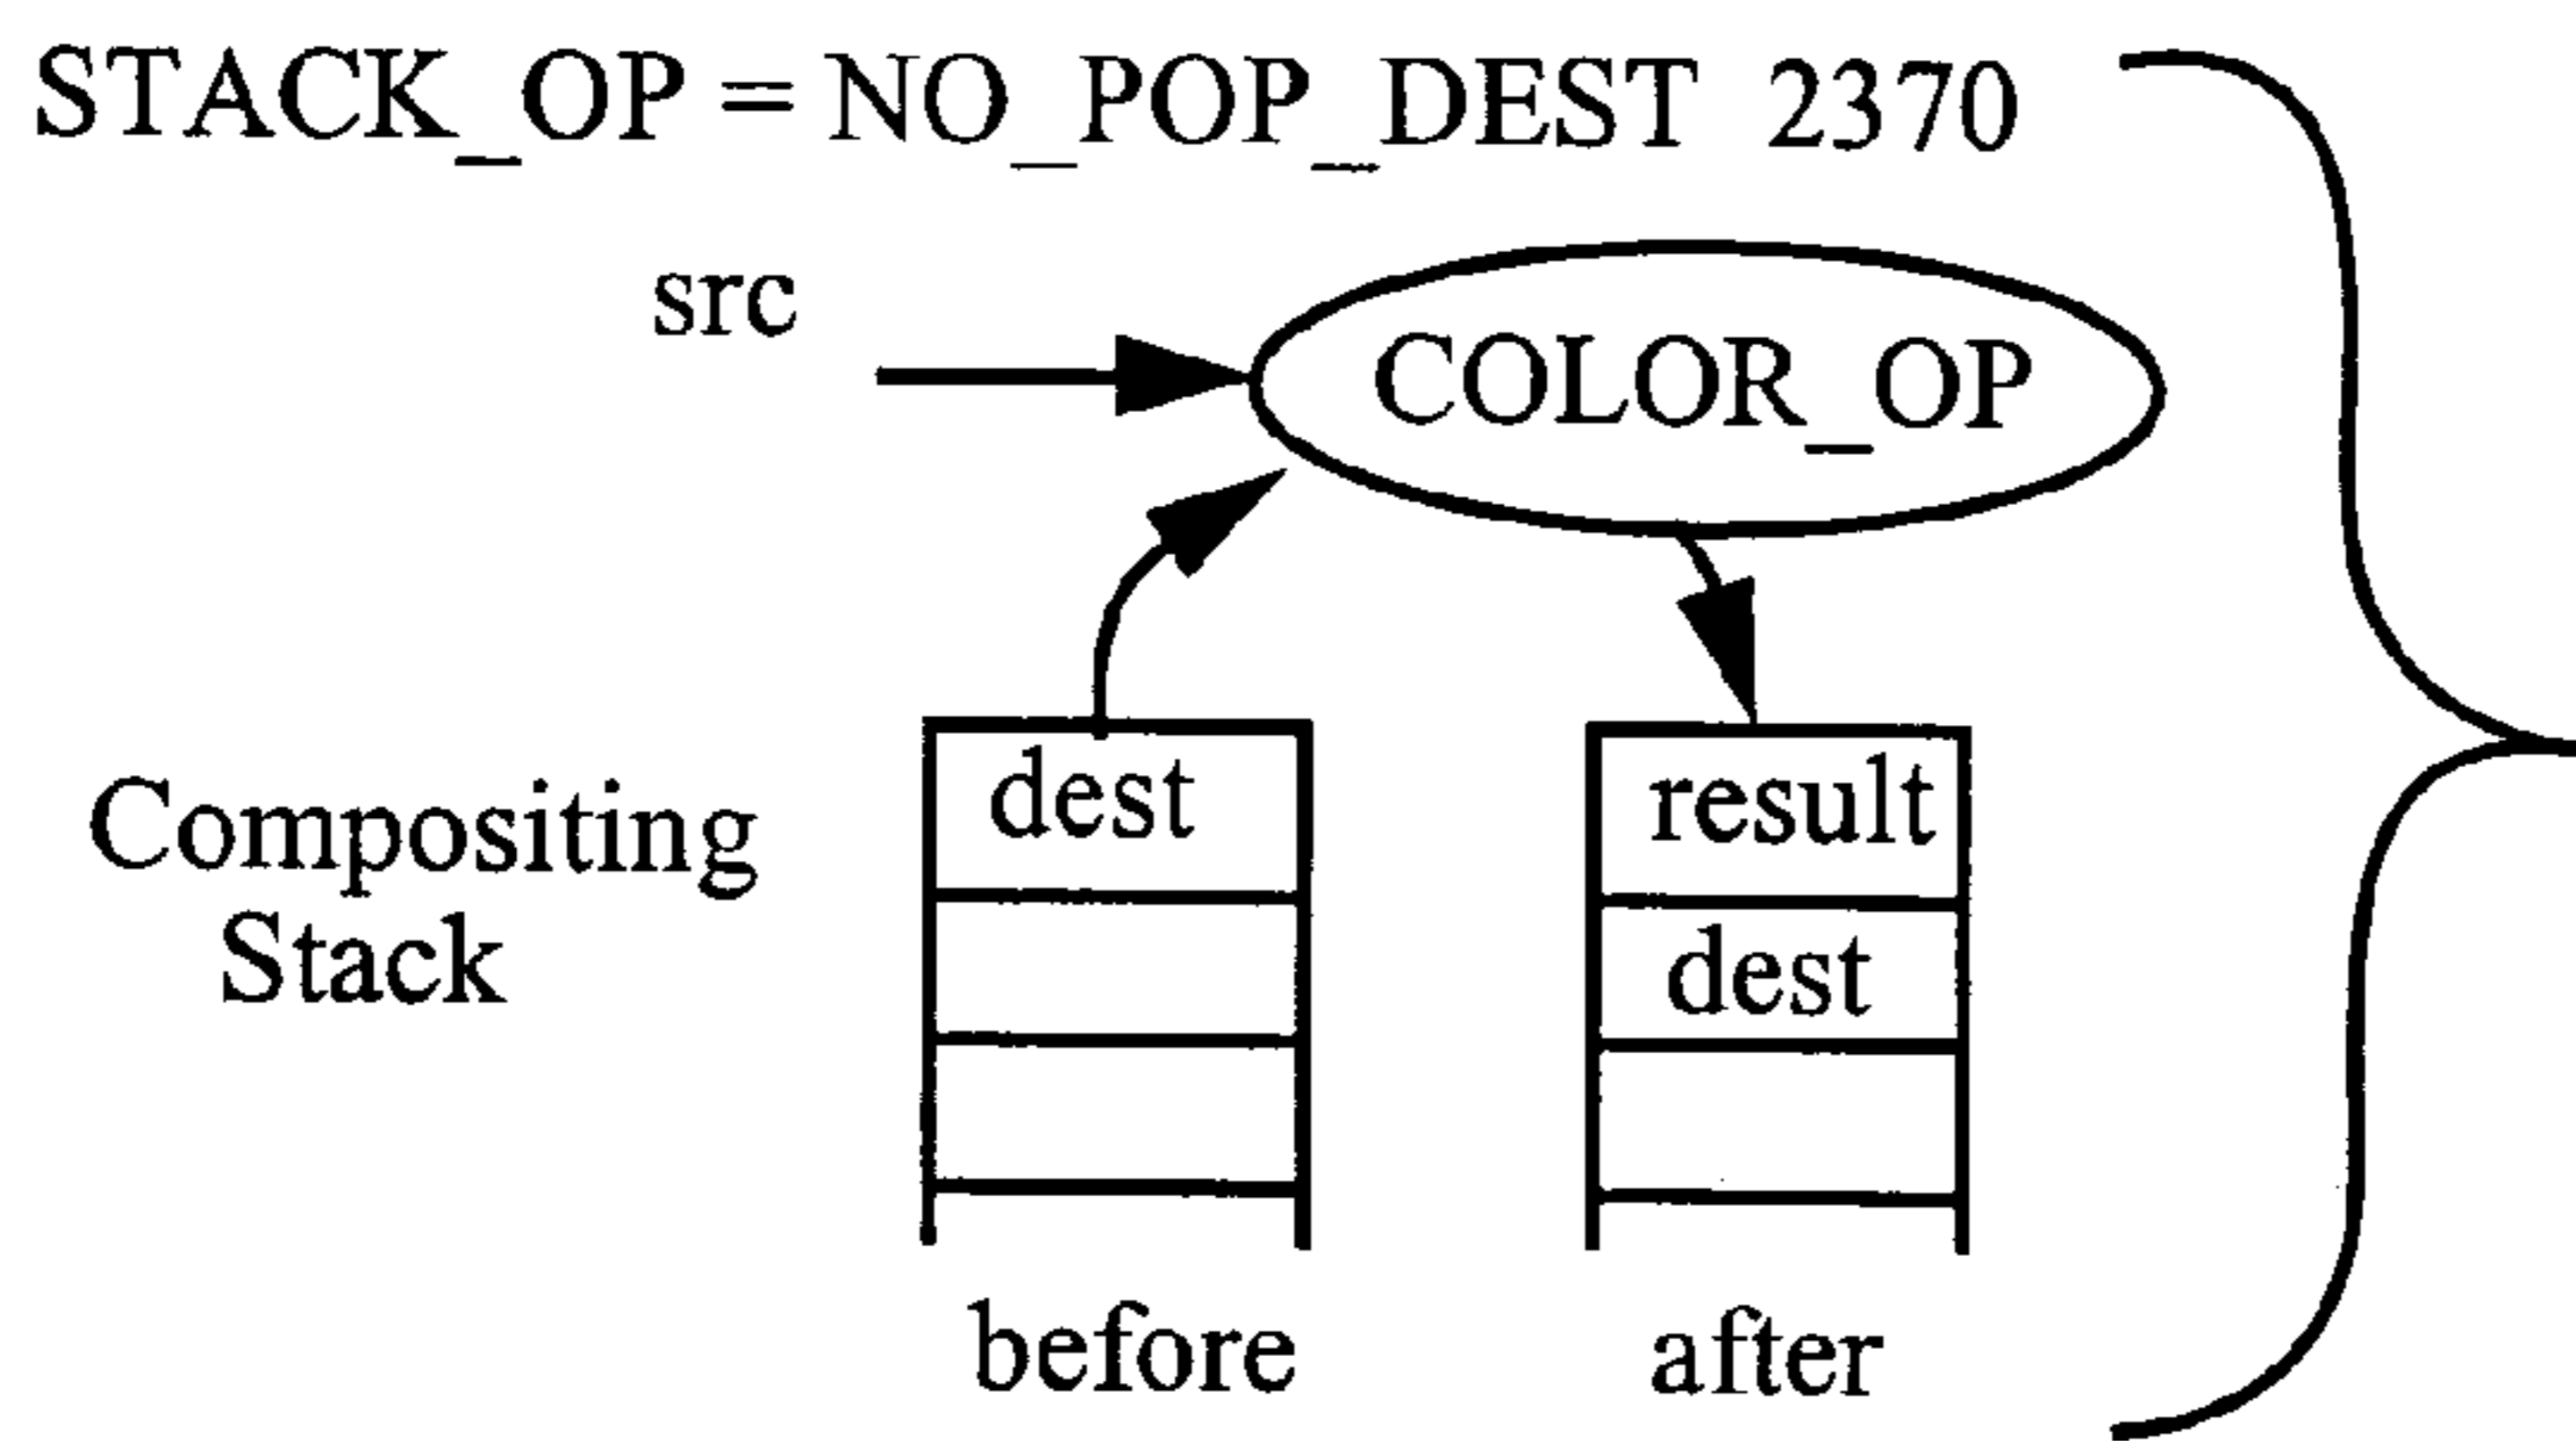 STACK_OP = NO_POP_DEST 2370
src
COLOR_OP
dest
result
Compositing
Stack
dest
before
after